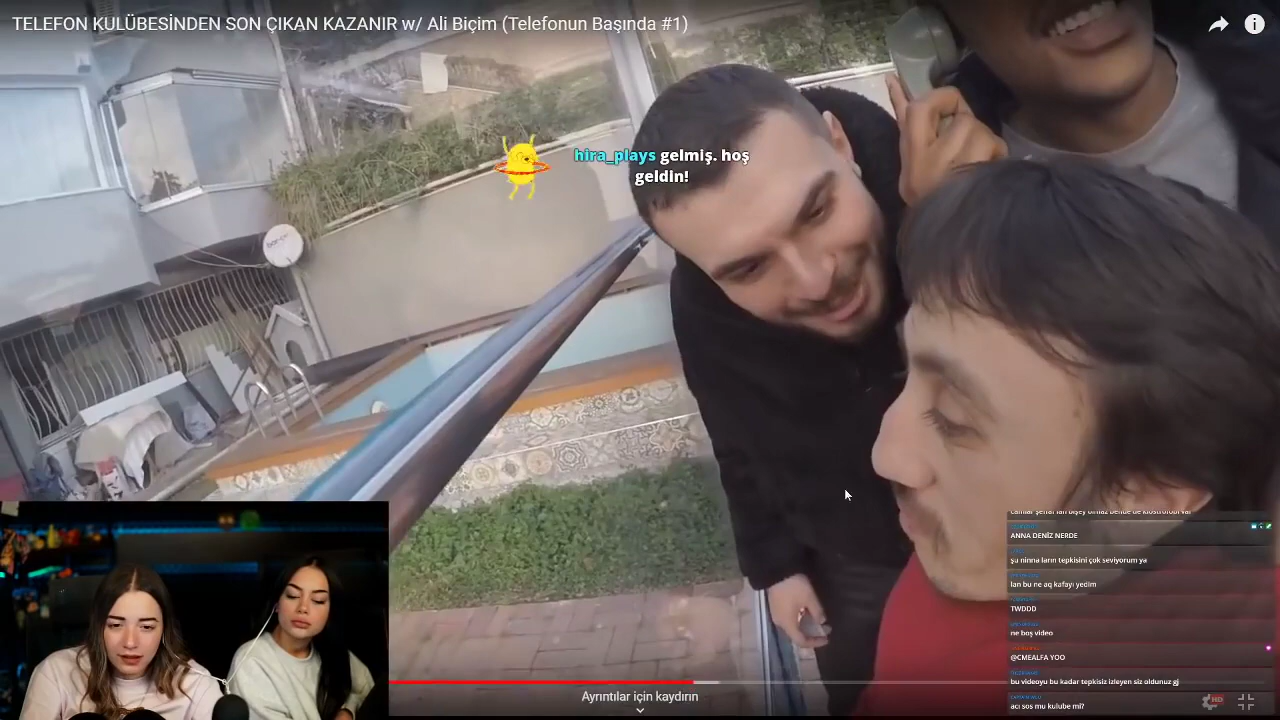 TELEFON KULÜBESİNDEN SON ÇIKAN KAZANIR w/ Ali Biçim (Telefonun Başında #1)
hira_plays gelmiş. hoş
geldin!
ANNA DENİZ NERDE
şu ninna ların tepkisini çok seviyorum ya
lan bu ne aq kafayı yedim
TWDDD
ne boş video
@CMEALFA YOO
bu videoyu bu kadar tepkisiz izleyen siz oldunuz gj
acı sos mu kulube mi?
HD
Ayrıntılar için kaydırın